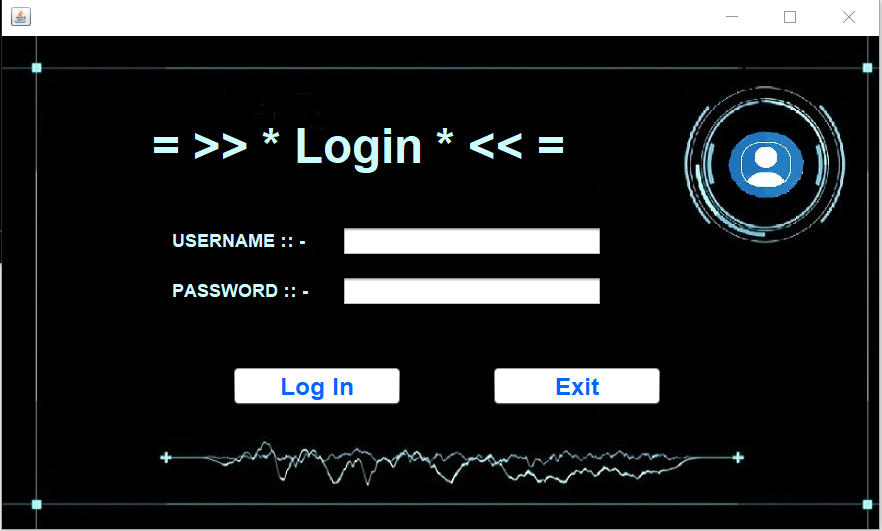 = >> * Login * << =
USERNAME :: -
PASSWORD :: -
Log In
Exit